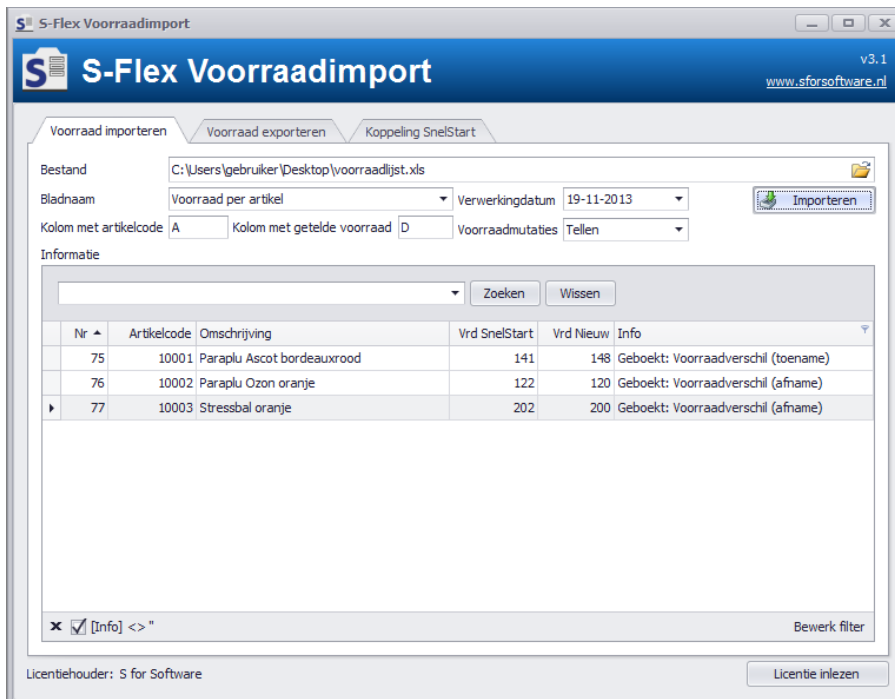 S S-Flex Voorraadimport
S S-Flex Voorraadimport
v3.1
www.sforsoftware.nl
Voorraad importeren Voorraad exporteren Koppeling SnelStart
Bestand C:\Users\gebruiker\Desktop\voorraadlijst.xls
Bladnaam Voorraad per artikel Verwerkingdatum 19-11-2013 Importeren
Kolom met artikelcode A Kolom met getelde voorraad D Voorraadmutaties Tellen
Informatie
Zoeken Wissen
Nr Artikelcode Omschrijving Vrd SnelStart Vrd Nieuw Info
75 10001 Paraplu Ascot bordeauxrood 141 148 Geboekt: Voorraadverschil (toename)
76 10002 Paraplu Ozon oranje 122 120 Geboekt: Voorraadverschil (afname)
77 10003 Stressbal oranje 202 200 Geboekt: Voorraadverschil (afname)
[Info] <> '' Bewerk filter
Licentiehouder: S for Software Licentie inlezen